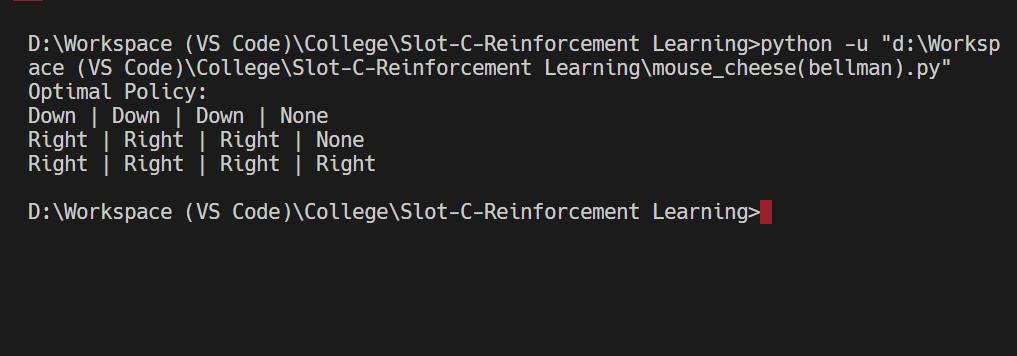 D:\Workspace (VS Code)\College\Slot-C-Reinforcement Learning>python -u "d:\Worksp
ace (VS Code)\College\Slot-C-Reinforcement Learning\mouse_cheese(bellman).py"
Optimal Policy:
Down | Down | Down | None
Right | Right | Right | None
Right | Right | Right | Right
D:\Workspace (VS Code)\College\Slot-C-Reinforcement Learning>